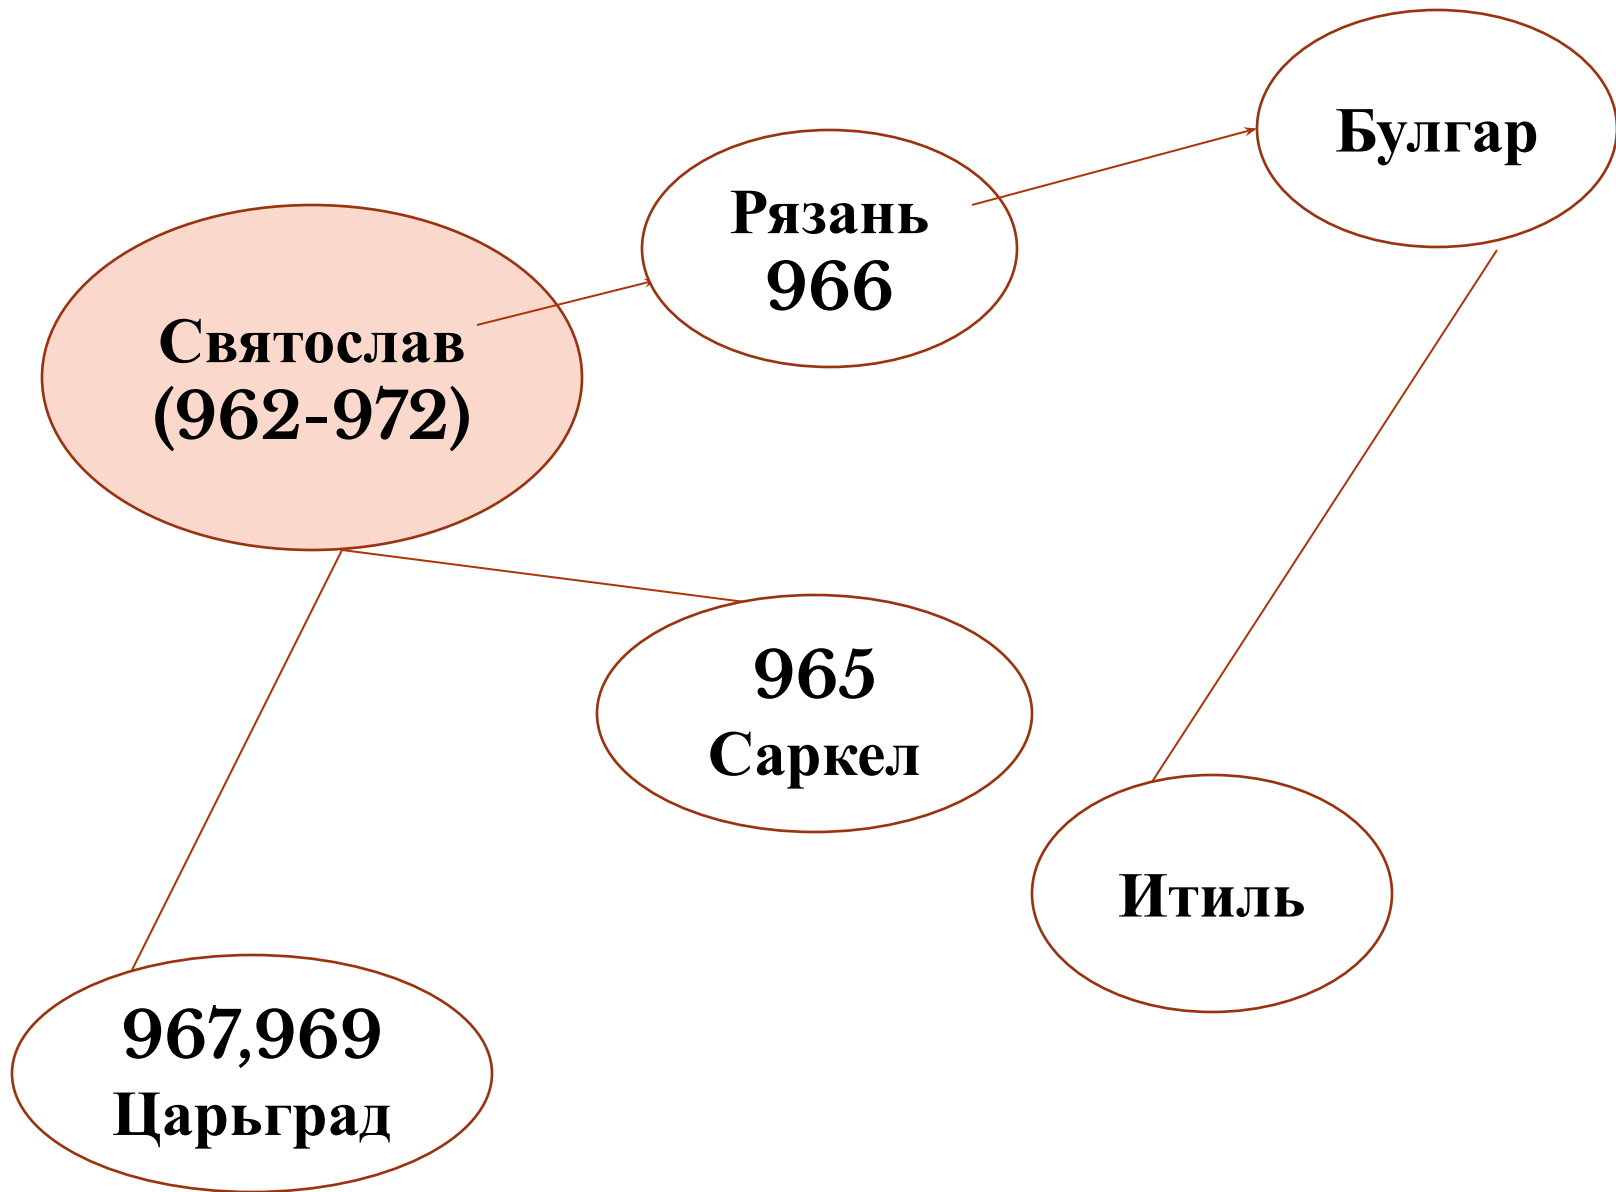 Булгар
Рязань
966
Святослав
(962-972)
965
Саркел
Итиль
967,969
Царьград